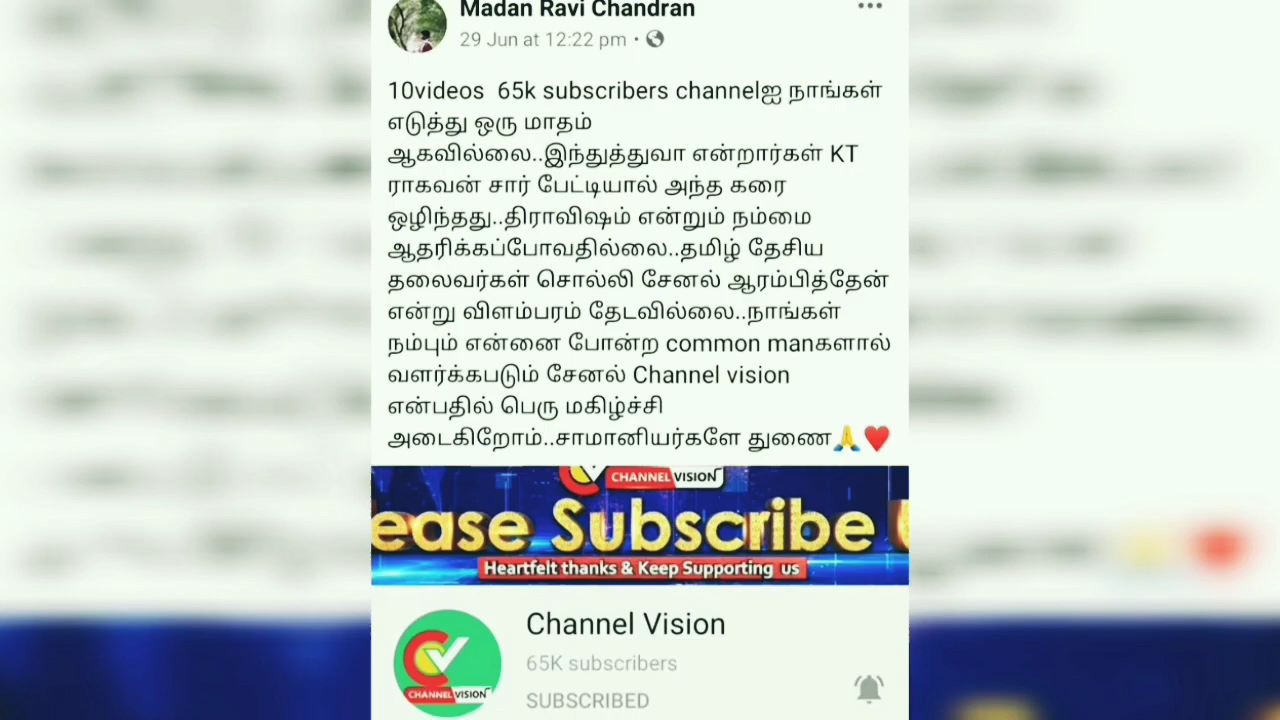 Madan Ravi Chandran
29 Jun at 12:22 pm •
10videos 65k subscribers channelஐ நாங்கள்
எடுத்து ஒரு மாதம்
ஆகவில்லை..இந்துத்துவா என்றார்கள் KT
ராகவன் சார் பேட்டியால் அந்த கரை
ஒழிந்தது..திராவிஷம் என்றும் நம்மை
ஆதரிக்கப்போவதில்லை..தமிழ் தேசிய
தலைவர்கள் சொல்லி சேனல் ஆரம்பித்தேன்
என்று விளம்பரம் தேடவில்லை..நாங்கள்
நம்பும் என்னை போன்ற common manகளால்
வளர்க்கபடும் சேனல் Channel vision
என்பதில் பெரு மகிழ்ச்சி
அடைகிறோம்..சாமானியர்களே துணை🙏❤️
CHANNEL VISION
ease Subscribe
Heartfelt thanks & Keep Supporting us
Channel Vision
65K subscribers
SUBSCRIBED
CHANNEL VISION